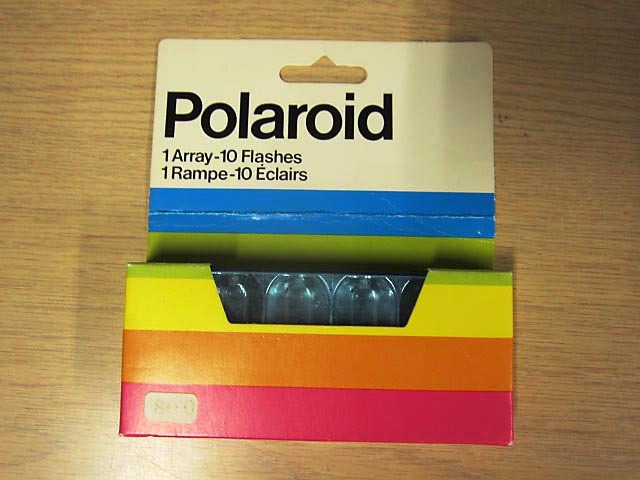 Polaroid
1 Array-10 Flashes
1 Rampe-10 Éclairs